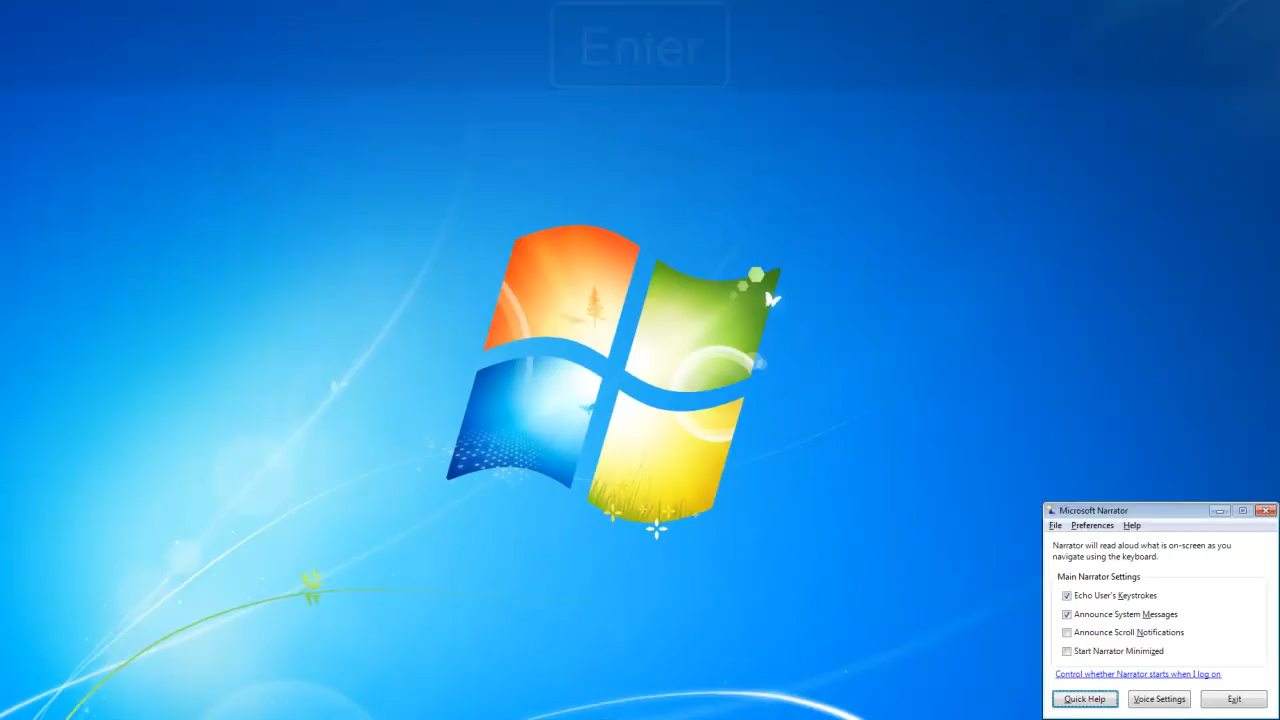 Enter
Microsoft Narrator
File Preferences Help
Narrator will read aloud what is on-screen as you
navigate using the keyboard.
Main Narrator Settings
Echo User's Keystrokes
Announce System Messages
Announce Scroll Notifications
Start Narrator Minimized
Control whether Narrator starts when I log on
Quick Help Voice Settings Exit